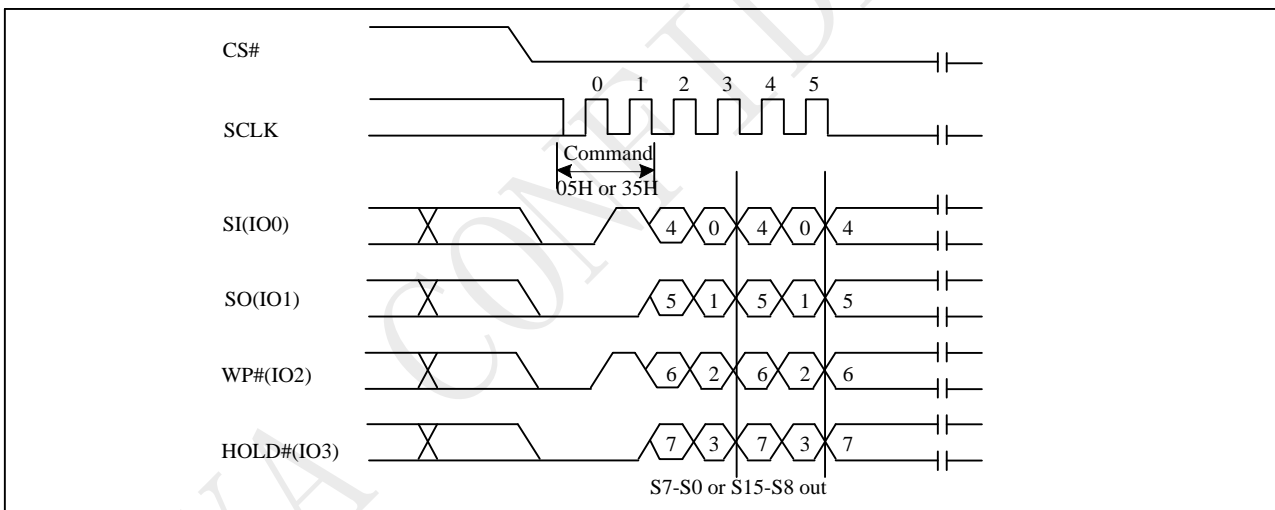 CS#
0 1 2 3 4 5
SCLK
Command
05H or 35H
SI(IO0)
4 0 4 0 4
SO(IO1)
5 1 5 1 5
WP#(IO2)
6 2 6 2 6
HOLD#(IO3)
7 3 7 3 7
S7-S0 or S15-S8 out